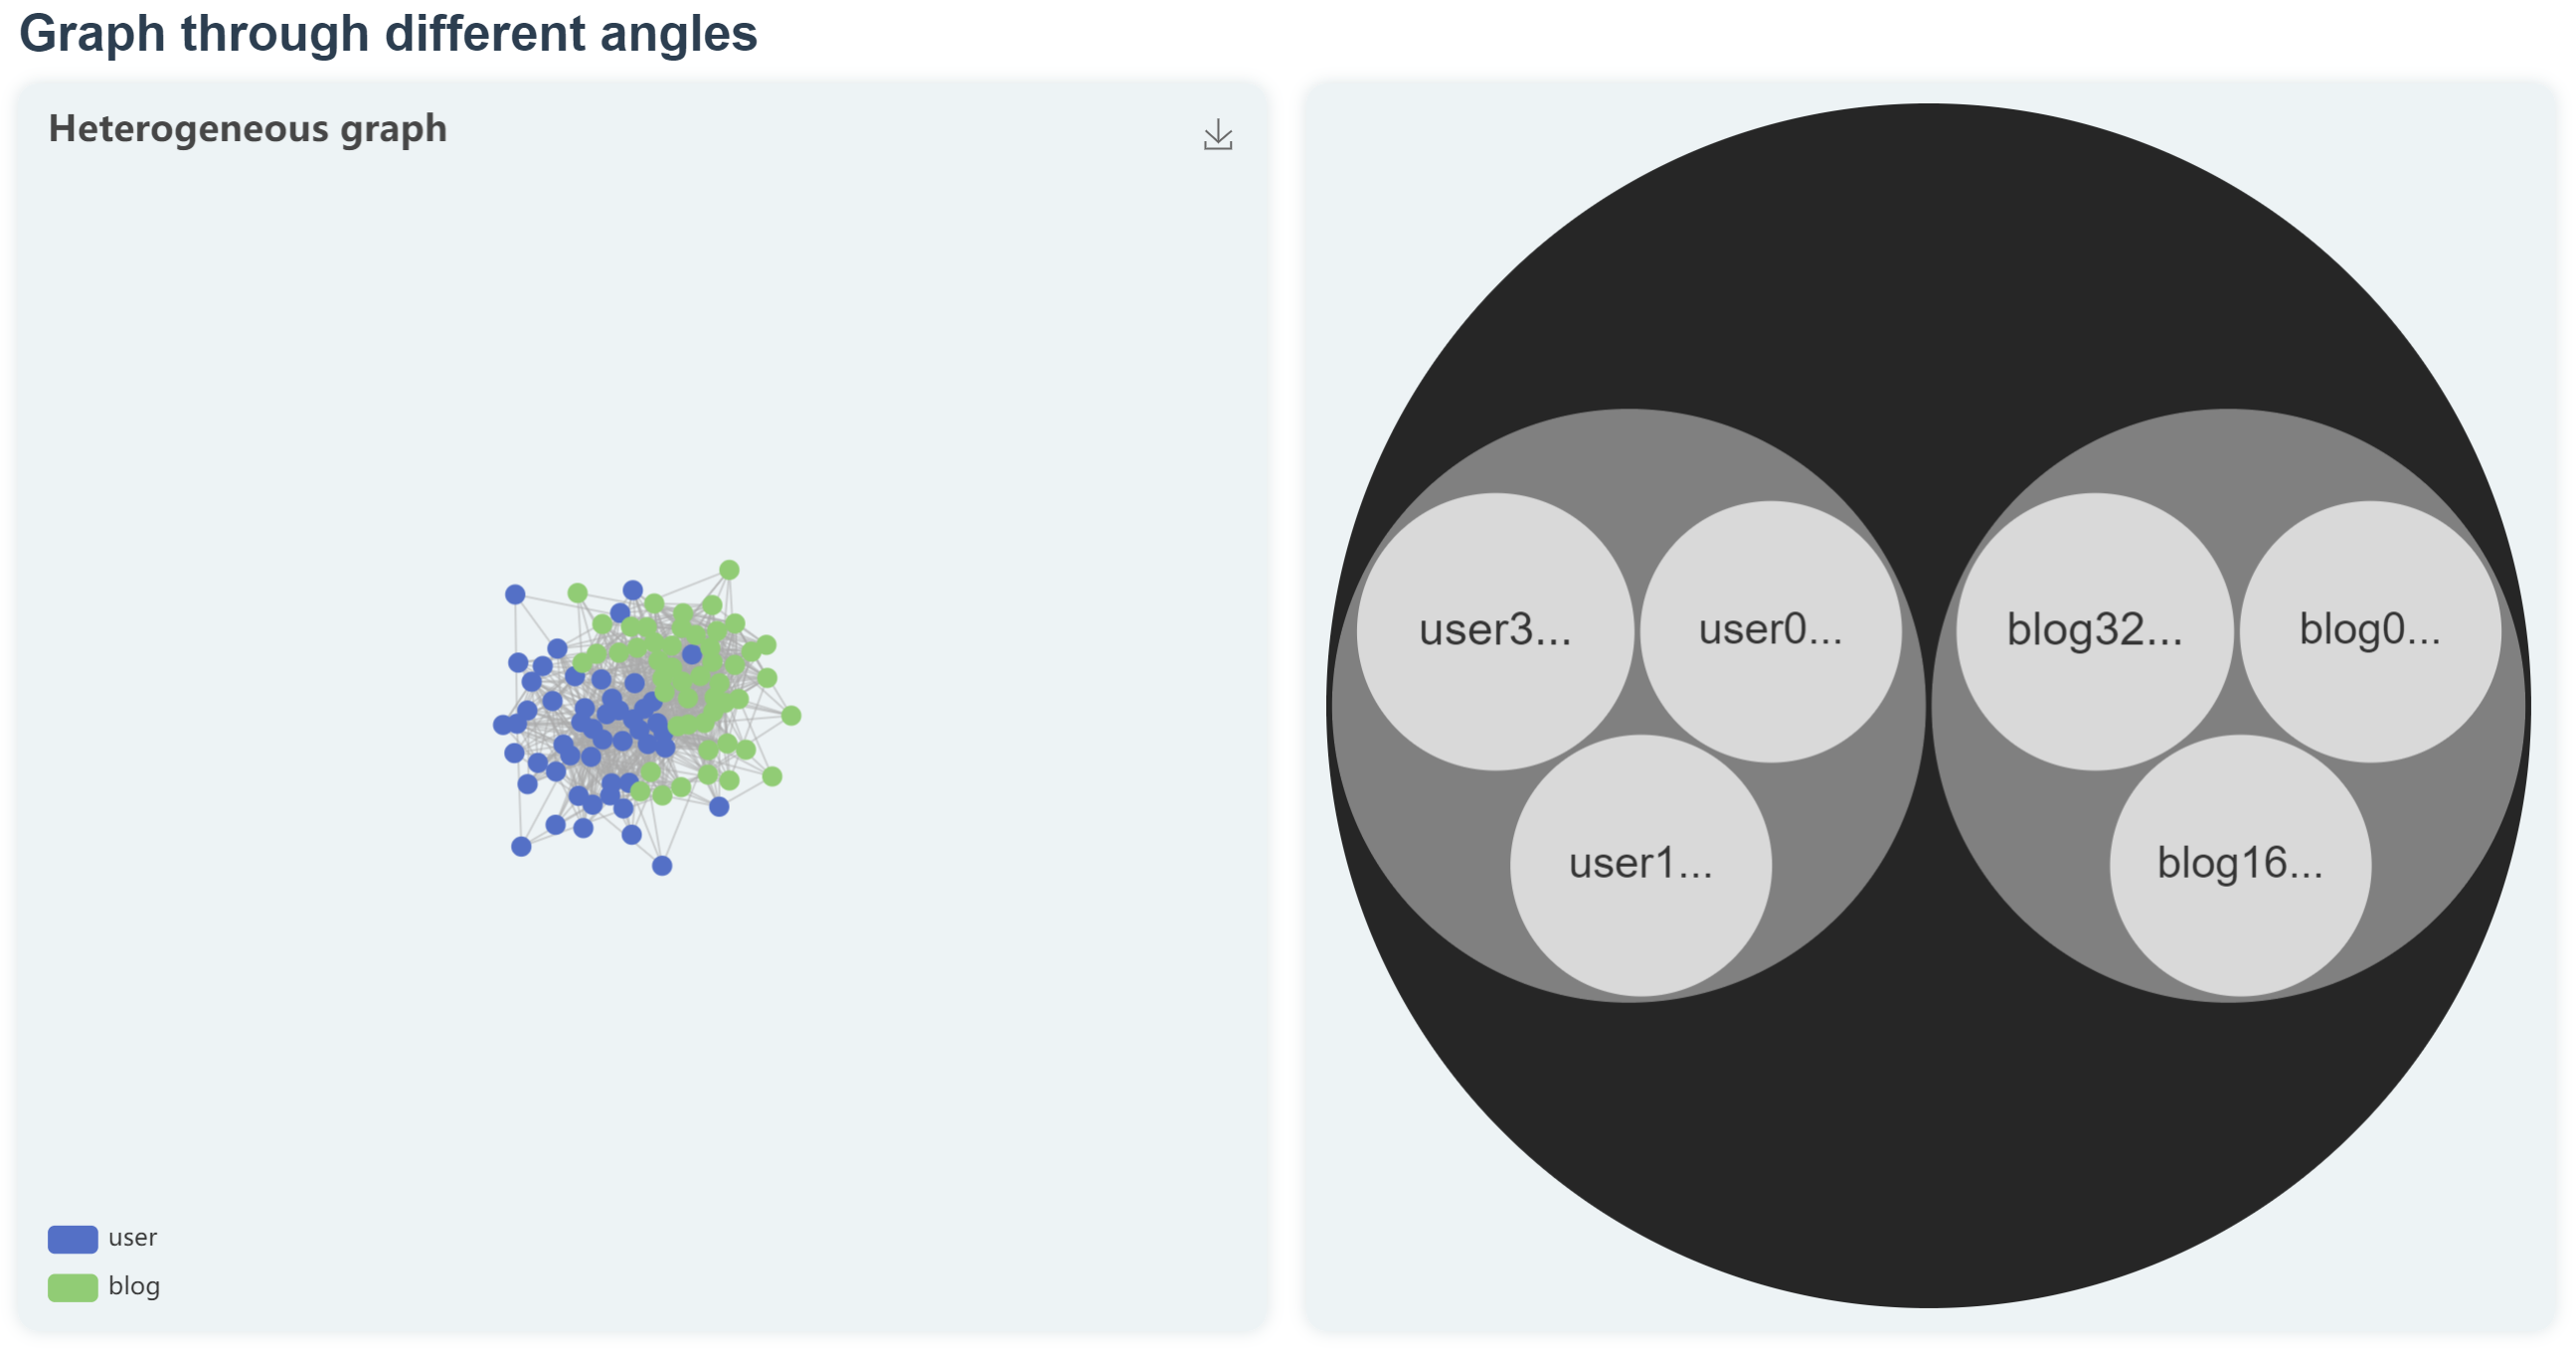 Graph through different angles
Heterogeneous graph
user
blog
user3...
user0...
user1...
blog32...
blog0...
blog16...